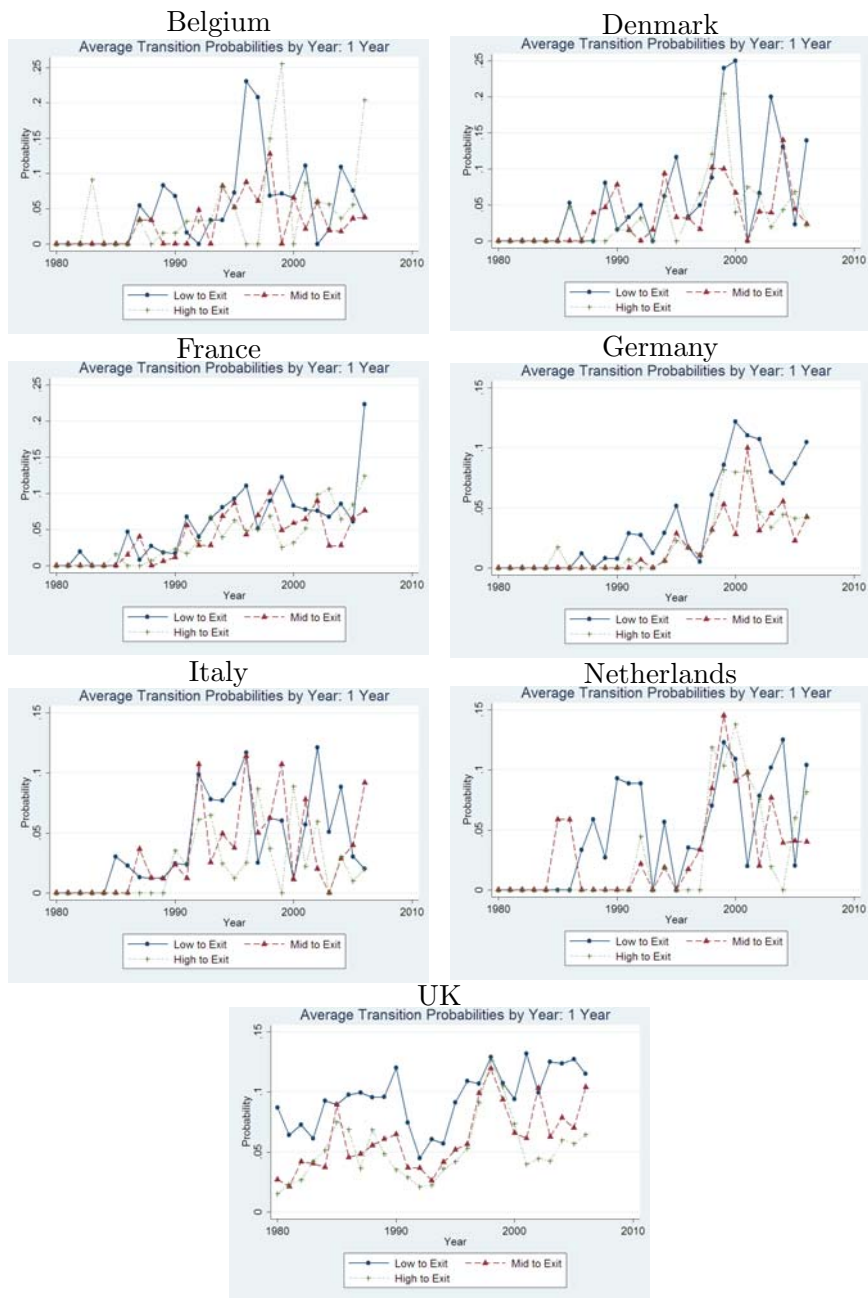 Belgium
Average Transition Probabilities by Year: 1 Year
Probability
.25
.2
.15
.1
.05
0
1980 1990 2000 2010
Year
Low to Exit Mid to Exit
High to Exit
Denmark
Average Transition Probabilities by Year: 1 Year
Probability
.25
.2
.15
.1
.05
0
1980 1990 2000 2010
Year
Low to Exit Mid to Exit
High to Exit
France
Average Transition Probabilities by Year: 1 Year
Probability
.25
.2
.15
.1
.05
0
1980 1990 2000 2010
Year
Low to Exit Mid to Exit
High to Exit
Germany
Average Transition Probabilities by Year: 1 Year
Probability
.15
.1
.05
0
1980 1990 2000 2010
Year
Low to Exit Mid to Exit
High to Exit
Italy
Average Transition Probabilities by Year: 1 Year
Probability
.15
.1
.05
0
1980 1990 2000 2010
Year
Low to Exit Mid to Exit
High to Exit
Netherlands
Average Transition Probabilities by Year: 1 Year
Probability
.15
.1
.05
0
1980 1990 2000 2010
Year
Low to Exit Mid to Exit
High to Exit
UK
Average Transition Probabilities by Year: 1 Year
Probability
.15
.1
.05
0
1980 1990 2000 2010
Year
Low to Exit Mid to Exit
High to Exit